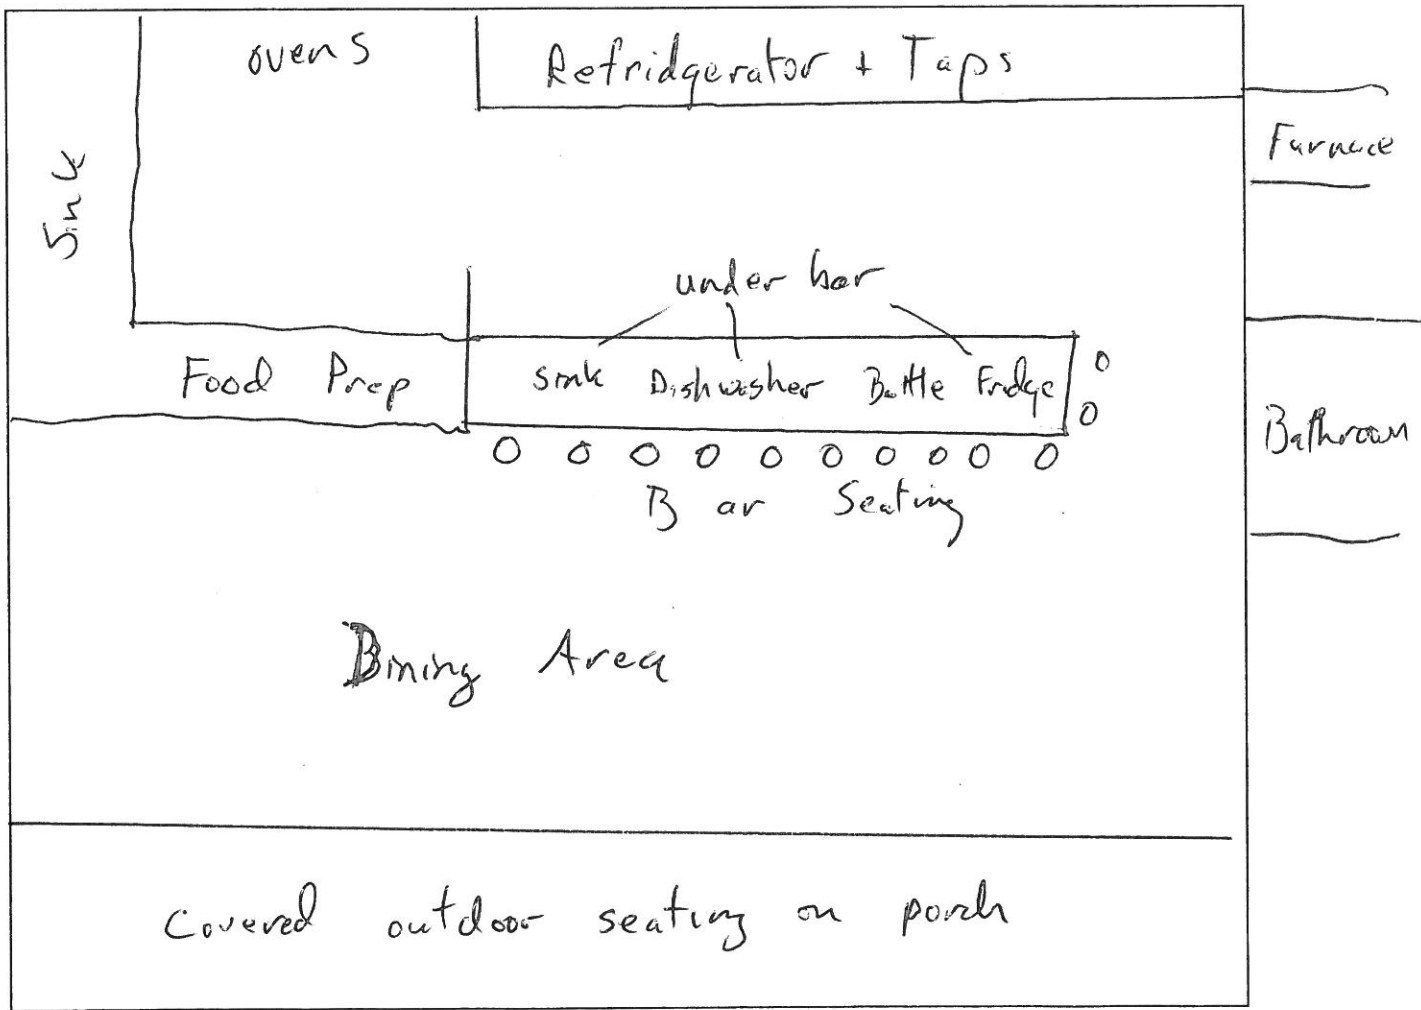 ovens
Refridgerator + Taps
Sink
Furnace
under bar
Food Prep
Sink Dishwasher Bottle Fridge
Bathroom
Bar Seating
Dining Area
Covered outdoor seating on porch